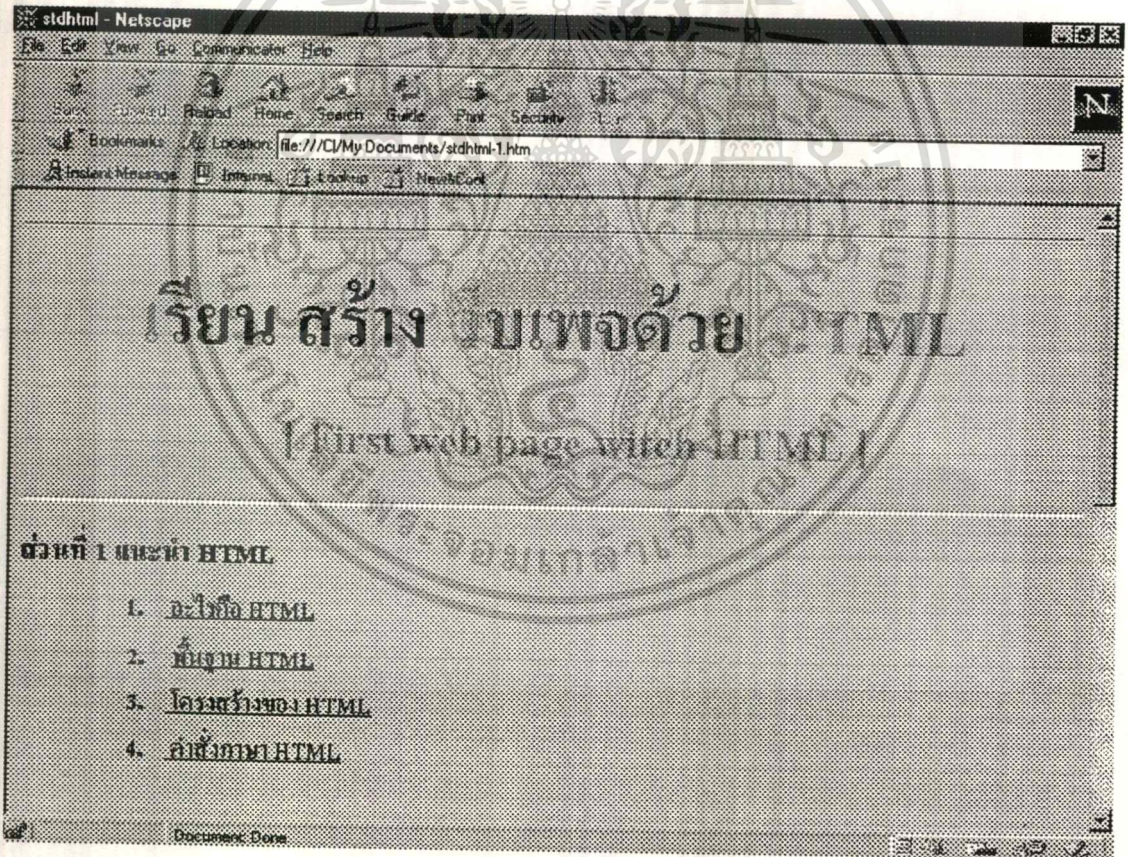 stdhtml - Netscape
File Edit View Go Communicator Help
Back Forward Reload Home Search Guide Print Security
Bookmarks Location: file:///C|/My Documents/stdhtml-1.htm
Instant Message Internet Lookup New&Cool
เรียน สร้าง เว็บเพจด้วย HTML
[ First web page witch HTML ]
ส่วนที่ 1 แนะนำ HTML
1. อะไรคือ HTML
2. พื้นฐาน HTML
3. โครงสร้างของ HTML
4. คำสั่งภาษา HTML
Document: Done